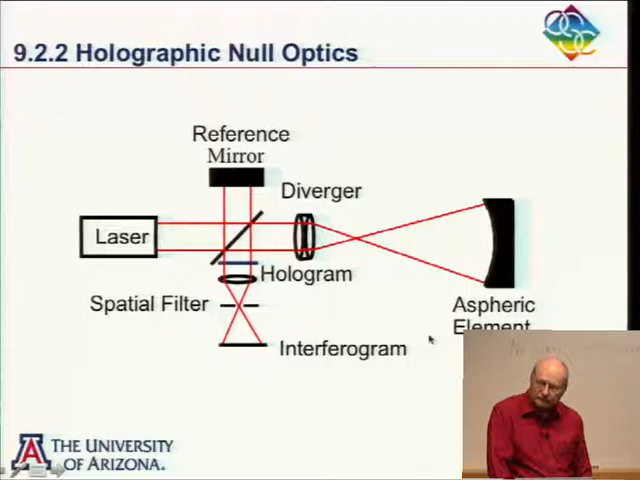 9.2.2 Holographic Null Optics
Reference
Mirror
Diverger
Laser
Hologram
Spatial Filter
Aspheric
Element
Interferogram
A
THE UNIVERSITY
OF ARIZONA.